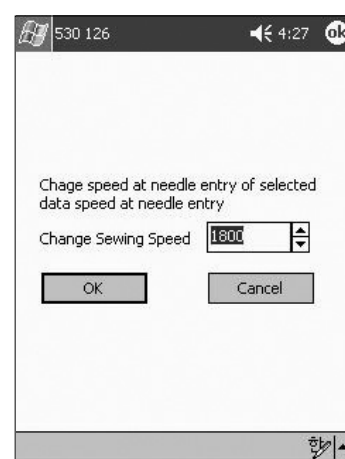 530 126 4:27 ok
Chage speed at needle entry of selected
data speed at needle entry
Change Sewing Speed 1800
OK Cancel
한